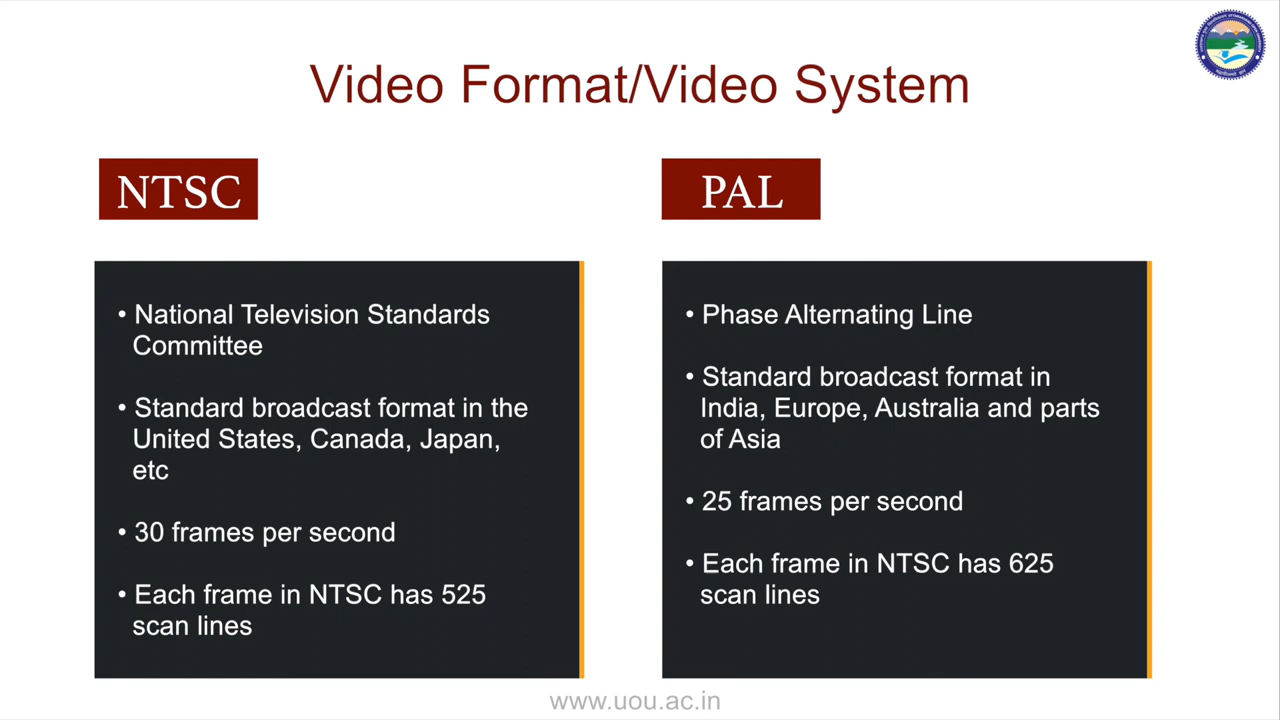 Video Format/Video System
NTSC
• National Television Standards
Committee
• Standard broadcast format in the
United States, Canada, Japan,
etc
• 30 frames per second
• Each frame in NTSC has 525
scan lines
PAL
• Phase Alternating Line
• Standard broadcast format in
India, Europe, Australia and parts
of Asia
• 25 frames per second
• Each frame in NTSC has 625
scan lines
www.uou.ac.in